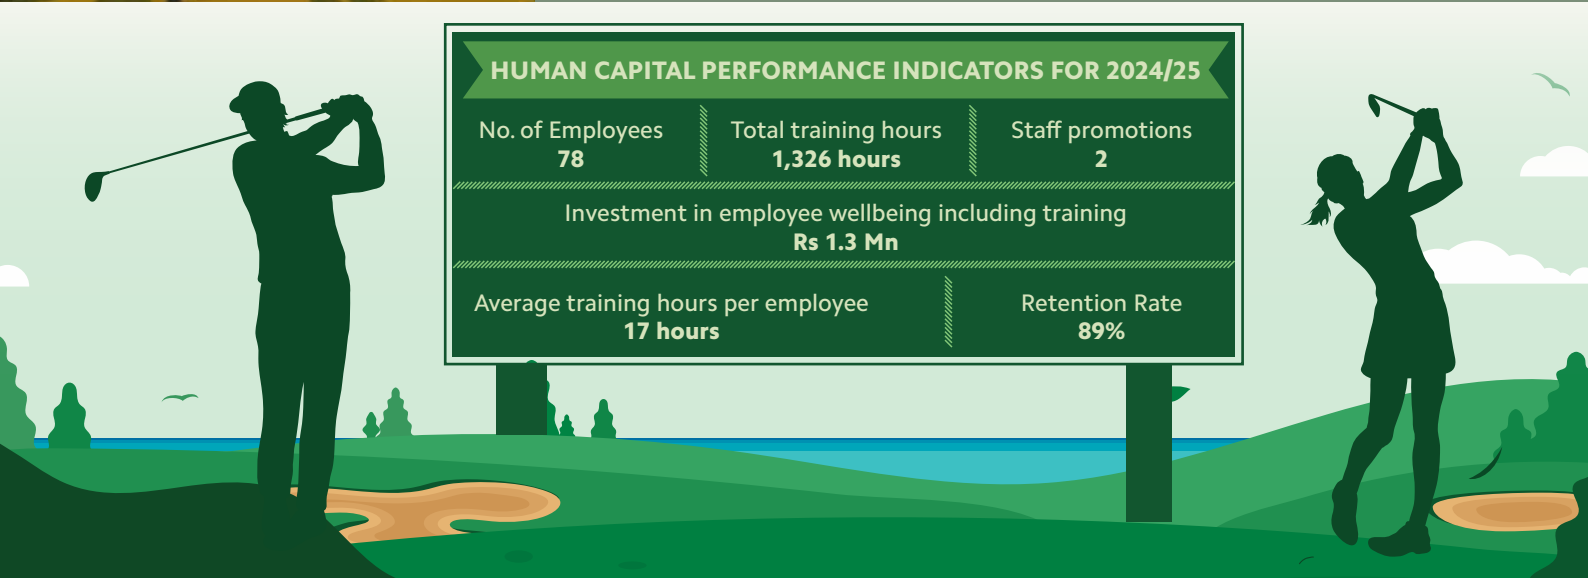 HUMAN CAPITAL PERFORMANCE INDICATORS FOR 2024/25
No. of Employees
78
Total training hours
1,326 hours
Staff promotions
2
Investment in employee wellbeing including training
Rs 1.3 Mn
Average training hours per employee
17 hours
Retention Rate
89%